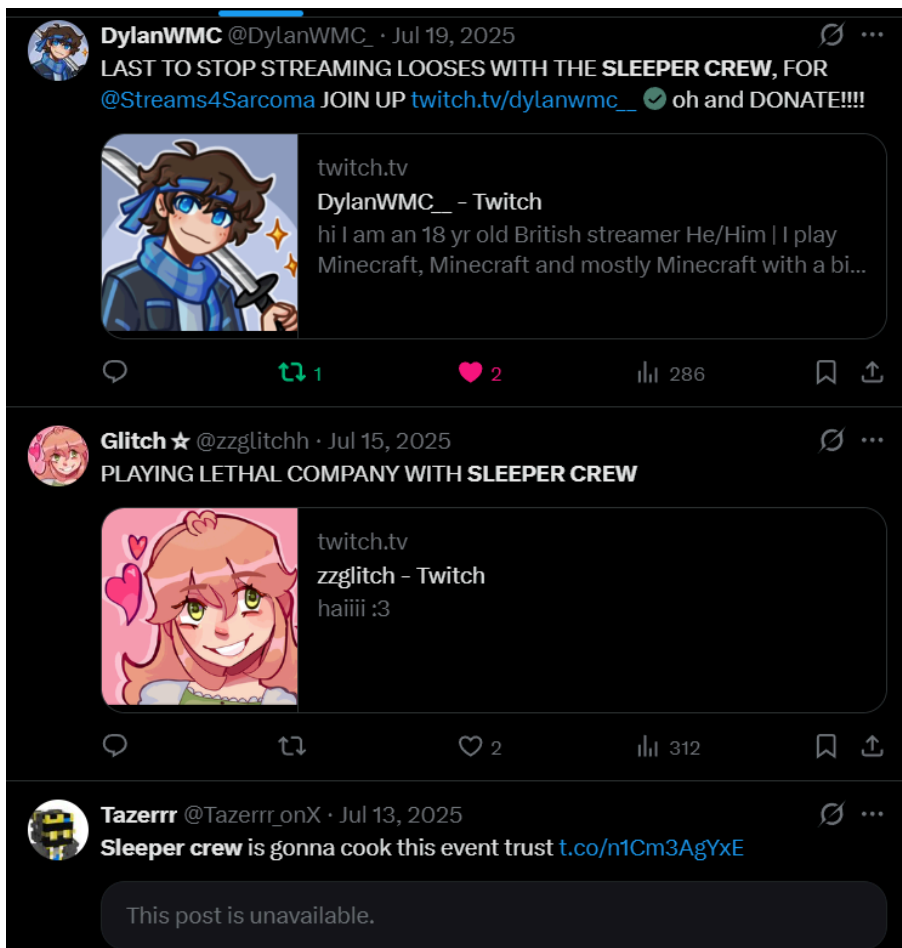 DylanWMC @DylanWMC_ · Jul 19, 2025
LAST TO STOP STREAMING LOOSES WITH THE SLEEPER CREW, FOR
@Streams4Sarcoma JOIN UP twitch.tv/dylanwmc__ ✅ oh and DONATE!!!!
twitch.tv
DylanWMC__ – Twitch
hi I am an 18 yr old British streamer He/Him | I play
Minecraft, Minecraft and mostly Minecraft with a bi...
1 2 286
Glitch ☆ @zzglitchh · Jul 15, 2025
PLAYING LETHAL COMPANY WITH SLEEPER CREW
twitch.tv
zzglitch – Twitch
haiiii :3
2 312
Tazerrr @Tazerrr_onX · Jul 13, 2025
Sleeper crew is gonna cook this event trust t.co/n1Cm3AgYxE
This post is unavailable.